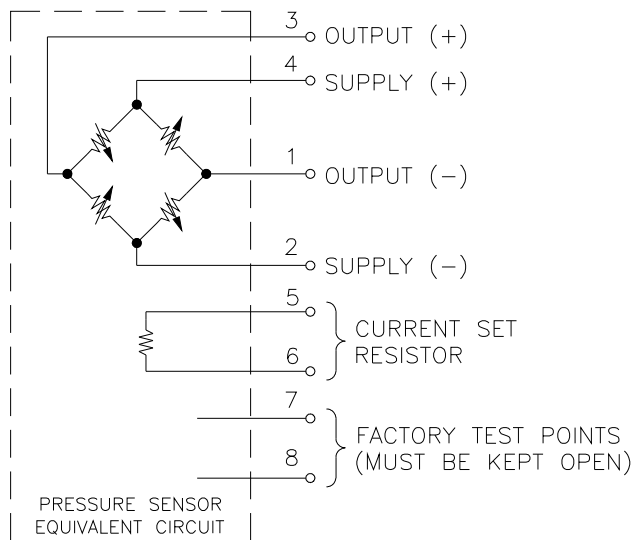 3 OUTPUT (+)
4 SUPPLY (+)
1 OUTPUT (−)
2 SUPPLY (−)
5
CURRENT SET
RESISTOR
6
7
FACTORY TEST POINTS
(MUST BE KEPT OPEN)
8
PRESSURE SENSOR
EQUIVALENT CIRCUIT